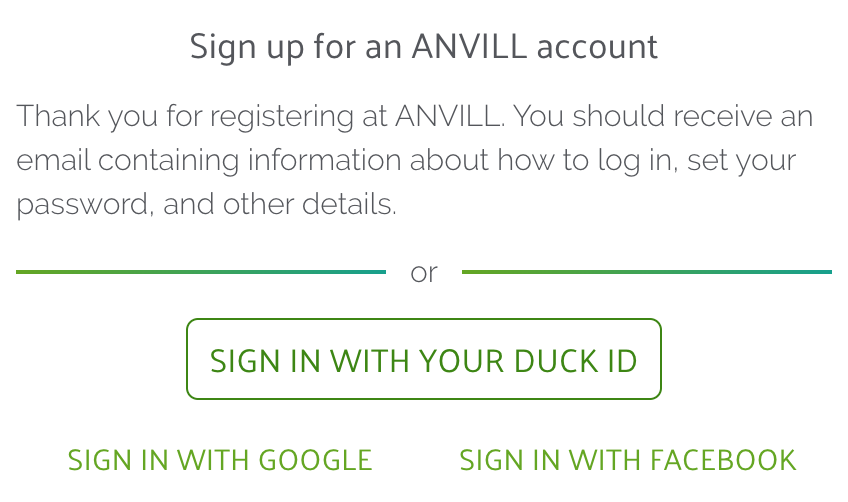 Sign up for an ANVILL account
Thank you for registering at ANVILL. You should receive an
email containing information about how to log in, set your
password, and other details.
or
SIGN IN WITH YOUR DUCK ID
SIGN IN WITH GOOGLE
SIGN IN WITH FACEBOOK